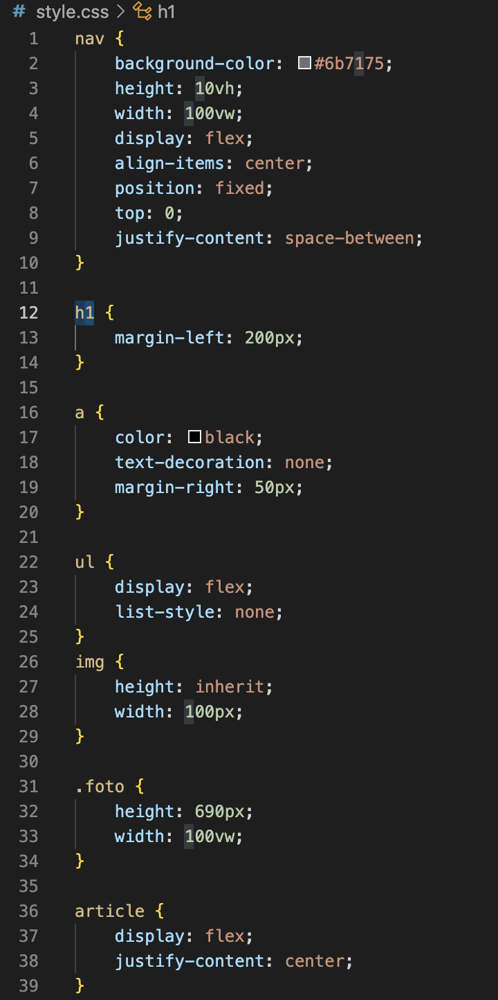 # style.css > h1
1 nav {
2 background-color: #6b7175;
3 height: 10vh;
4 width: 100vw;
5 display: flex;
6 align-items: center;
7 position: fixed;
8 top: 0;
9 justify-content: space-between;
10 }
11
12 h1 {
13 margin-left: 200px;
14 }
15
16 a {
17 color: black;
18 text-decoration: none;
19 margin-right: 50px;
20 }
21
22 ul {
23 display: flex;
24 list-style: none;
25 }
26 img {
27 height: inherit;
28 width: 100px;
29 }
30
31 .foto {
32 height: 690px;
33 width: 100vw;
34 }
35
36 article {
37 display: flex;
38 justify-content: center;
39 }